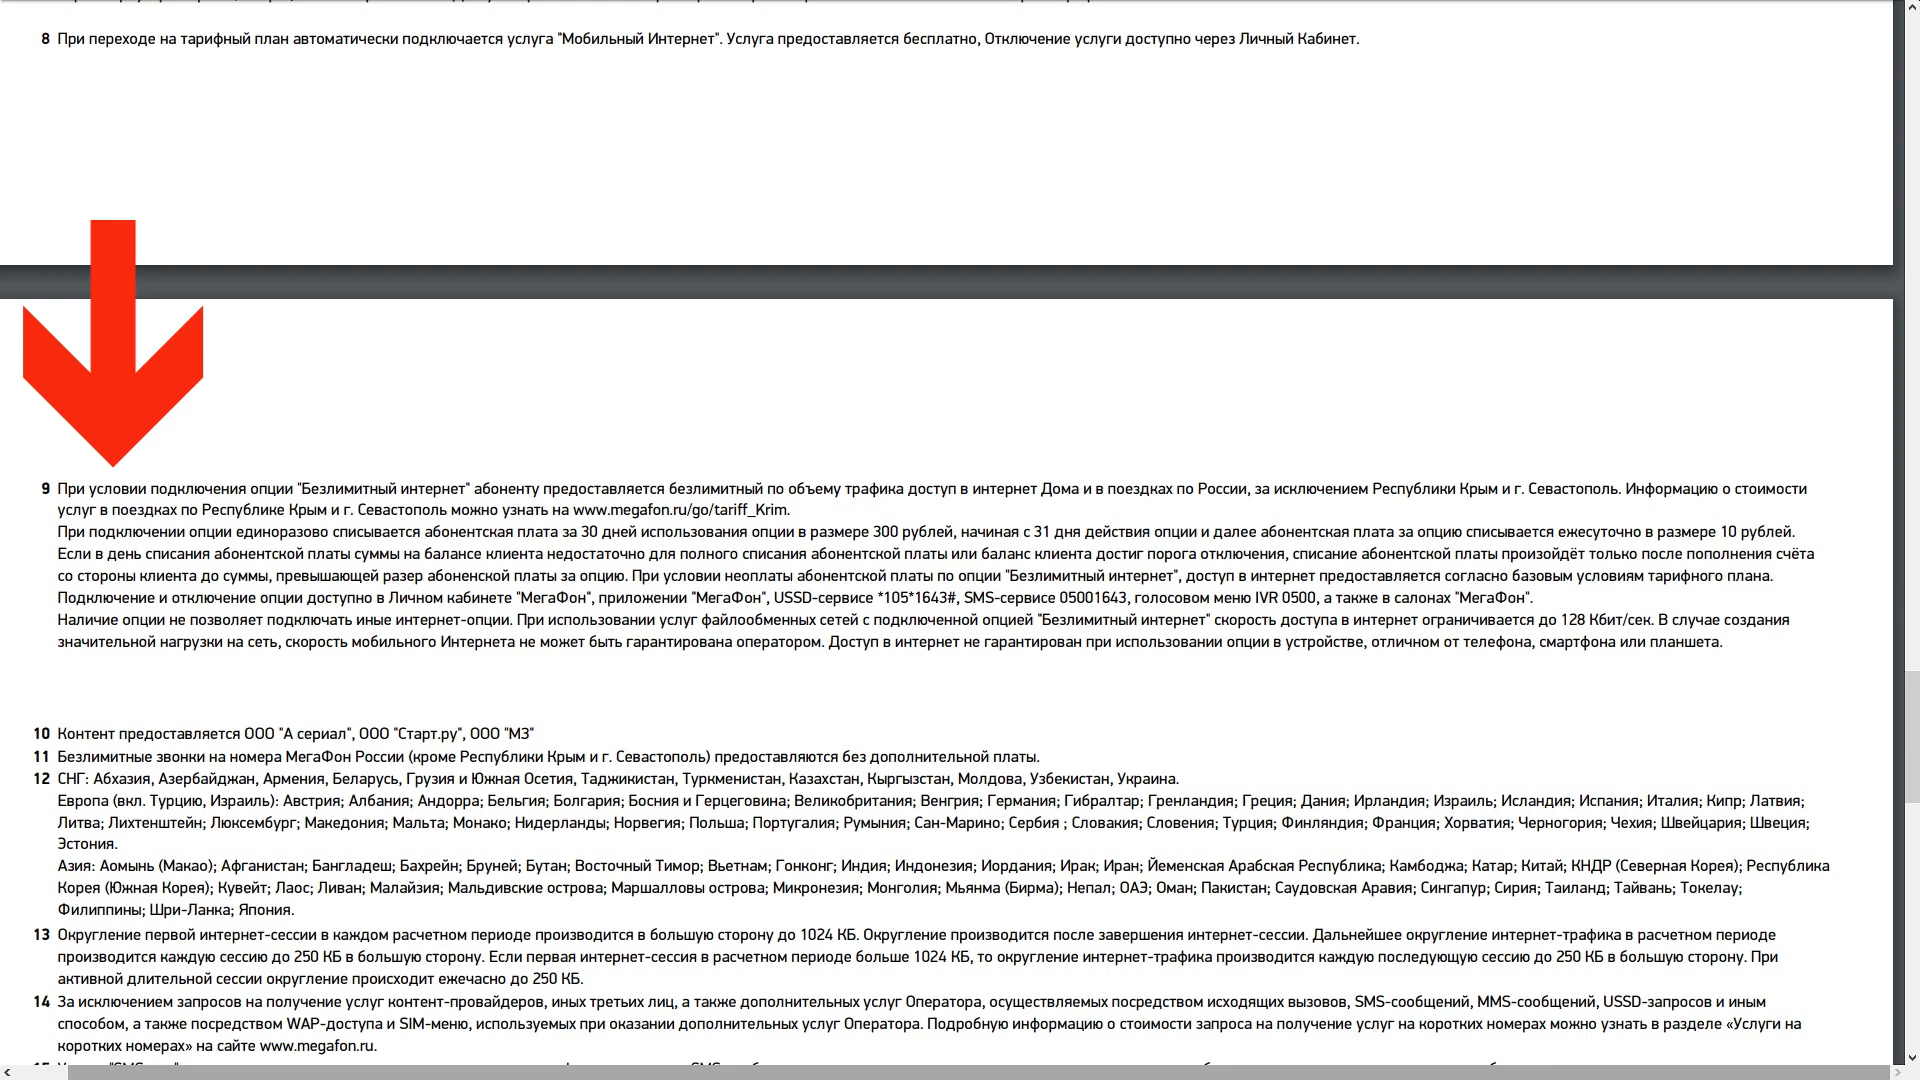 8 При переходе на тарифный план автоматически подключается услуга "Мобильный Интернет". Услуга предоставляется бесплатно, Отключение услуги доступно через Личный Кабинет.
9 При условии подключения опции "Безлимитный интернет" абоненту предоставляется безлимитный по объему трафика доступ в интернет Дома и в поездках по России, за исключением Республики Крым и г. Севастополь. Информацию о стоимости
услуг в поездках по Республике Крым и г. Севастополь можно узнать на www.megafon.ru/go/tariff_Krim.
При подключении опции единоразово списывается абонентская плата за 30 дней использования опции в размере 300 рублей, начиная с 31 дня действия опции и далее абонентская плата за опцию списывается ежесуточно в размере 10 рублей.
Если в день списания абонентской платы суммы на балансе клиента недостаточно для полного списания абонентской платы или баланс клиента достиг порога отключения, списание абонентской платы произойдёт только после пополнения счёта
со стороны клиента до суммы, превышающей разер абоненской платы за опцию. При условии неоплаты абонентской платы по опции "Безлимитный интернет", доступ в интернет предоставляется согласно базовым условиям тарифного плана.
Подключение и отключение опции доступно в Личном кабинете "МегаФон", приложении "МегаФон", USSD-сервисе *105*1643#, SMS-сервисе 05001643, голосовом меню IVR 0500, а также в салонах "МегаФон".
Наличие опции не позволяет подключать иные интернет-опции. При использовании услуг файлообменных сетей с подключенной опцией "Безлимитный интернет" скорость доступа в интернет ограничивается до 128 Кбит/сек. В случае создания
значительной нагрузки на сеть, скорость мобильного Интернета не может быть гарантирована оператором. Доступ в интернет не гарантирован при использовании опции в устройстве, отличном от телефона, смартфона или планшета.
10 Контент предоставляется ООО "А сериал", ООО "Старт.ру", ООО "МЗ"
11 Безлимитные звонки на номера МегаФон России (кроме Республики Крым и г. Севастополь) предоставляются без дополнительной платы.
12 СНГ: Абхазия, Азербайджан, Армения, Беларусь, Грузия и Южная Осетия, Таджикистан, Туркменистан, Казахстан, Кыргызстан, Молдова, Узбекистан, Украина.
Европа (вкл. Турцию, Израиль): Австрия; Албания; Андорра; Бельгия; Болгария; Босния и Герцеговина; Великобритания; Венгрия; Германия; Гибралтар; Гренландия; Греция; Дания; Ирландия; Израиль; Исландия; Испания; Италия; Кипр; Латвия;
Литва; Лихтенштейн; Люксембург; Македония; Мальта; Монако; Нидерланды; Норвегия; Польша; Португалия; Румыния; Сан-Марино; Сербия ; Словакия; Словения; Турция; Финляндия; Франция; Хорватия; Черногория; Чехия; Швейцария; Швеция;
Эстония.
Азия: Аомынь (Макао); Афганистан; Бангладеш; Бахрейн; Бруней; Бутан; Восточный Тимор; Вьетнам; Гонконг; Индия; Индонезия; Иордания; Ирак; Иран; Йеменская Арабская Республика; Камбоджа; Катар; Китай; КНДР (Северная Корея); Республика
Корея (Южная Корея); Кувейт; Лаос; Ливан; Малайзия; Мальдивские острова; Маршалловы острова; Микронезия; Монголия; Мьянма (Бирма); Непал; ОАЭ; Оман; Пакистан; Саудовская Аравия; Сингапур; Сирия; Таиланд; Тайвань; Токелау;
Филиппины; Шри-Ланка; Япония.
13 Округление первой интернет-сессии в каждом расчетном периоде производится в большую сторону до 1024 КБ. Округление производится после завершения интернет-сессии. Дальнейшее округление интернет-трафика в расчетном периоде
производится каждую сессию до 250 КБ в большую сторону. Если первая интернет-сессия в расчетном периоде больше 1024 КБ, то округление интернет-трафика производится каждую последующую сессию до 250 КБ в большую сторону. При
активной длительной сессии округление происходит ежечасно до 250 КБ.
14 За исключением запросов на получение услуг контент-провайдеров, иных третьих лиц, а также дополнительных услуг Оператора, осуществляемых посредством исходящих вызовов, SMS-сообщений, MMS-сообщений, USSD-запросов и иным
способом, а также посредством WAP-доступа и SIM-меню, используемых при оказании дополнительных услуг Оператора. Подробную информацию о стоимости запроса на получение услуг на коротких номерах можно узнать в разделе «Услуги на
коротких номерах» на сайте www.megafon.ru.